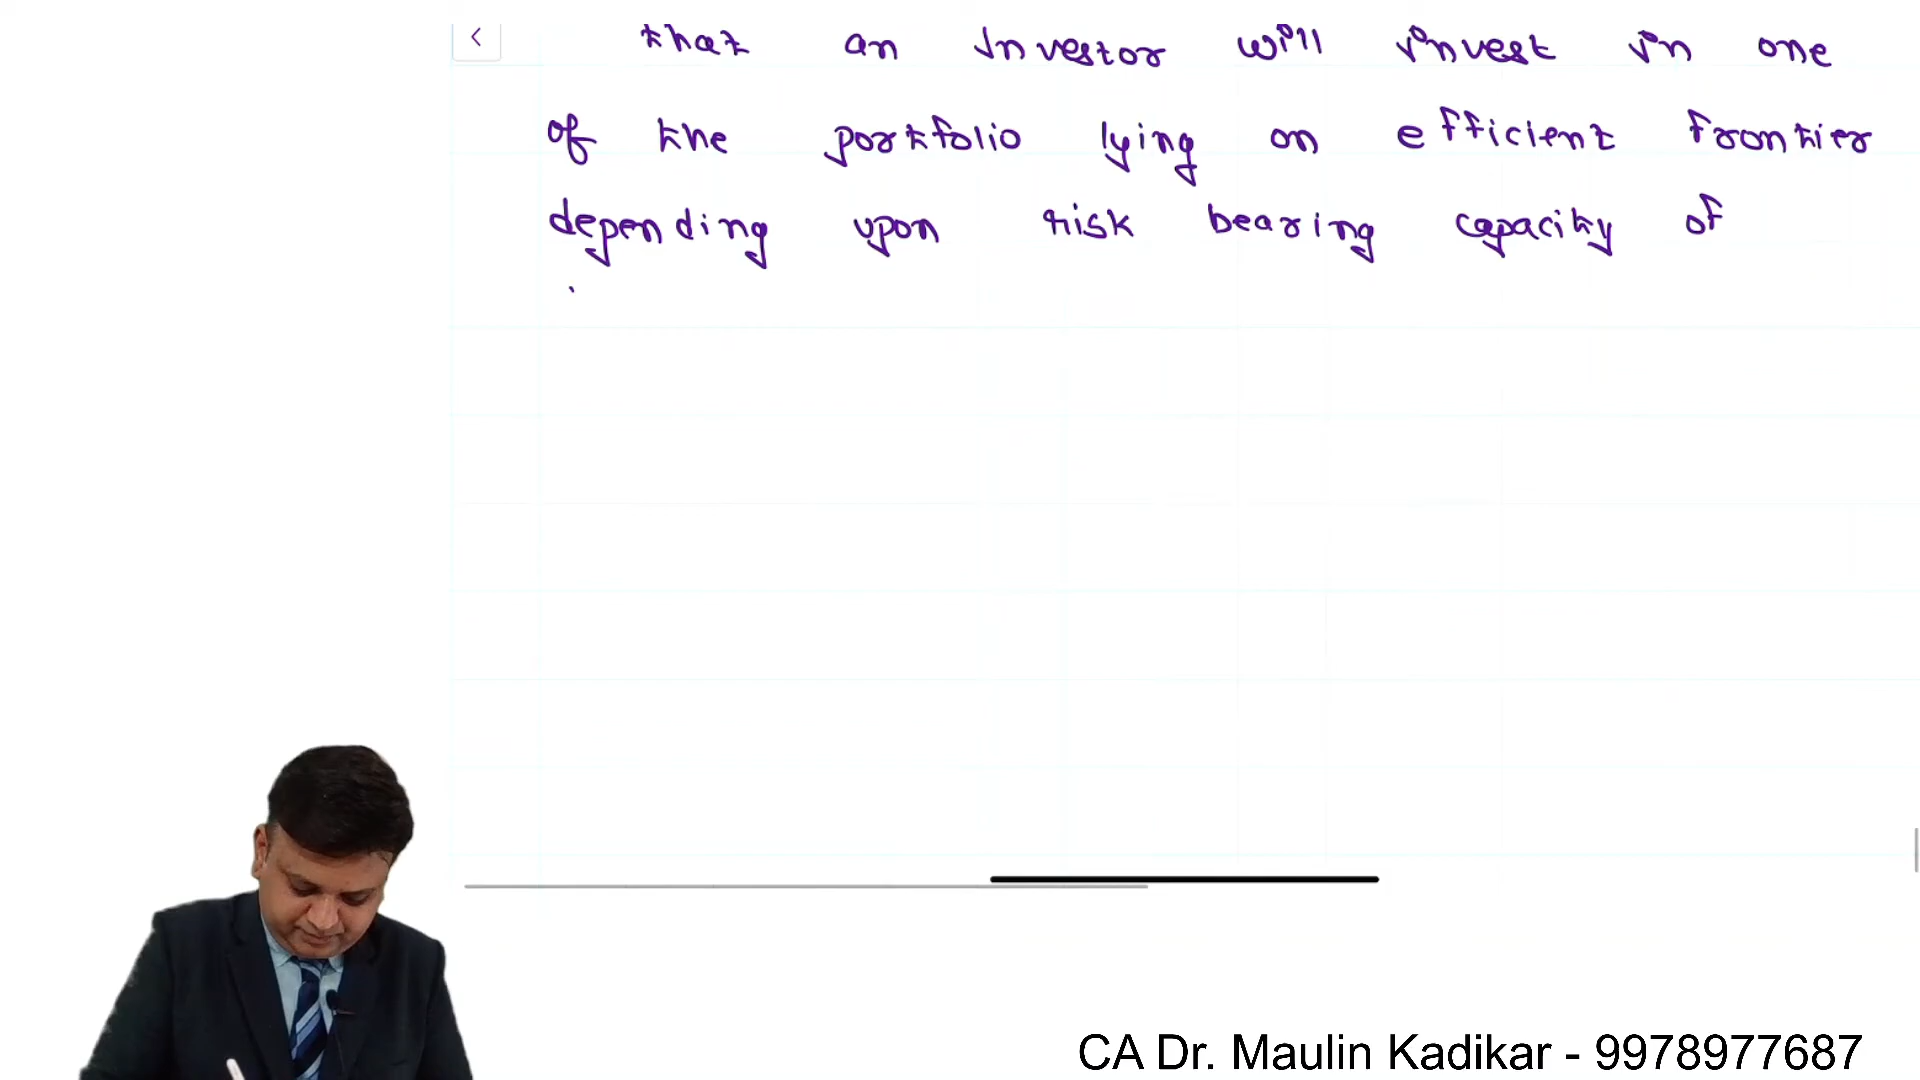 that an Investor will invest in one
of the portfolio lying on efficient frontier
depending upon risk bearing capacity of
CA Dr. Maulin Kadikar - 9978977687